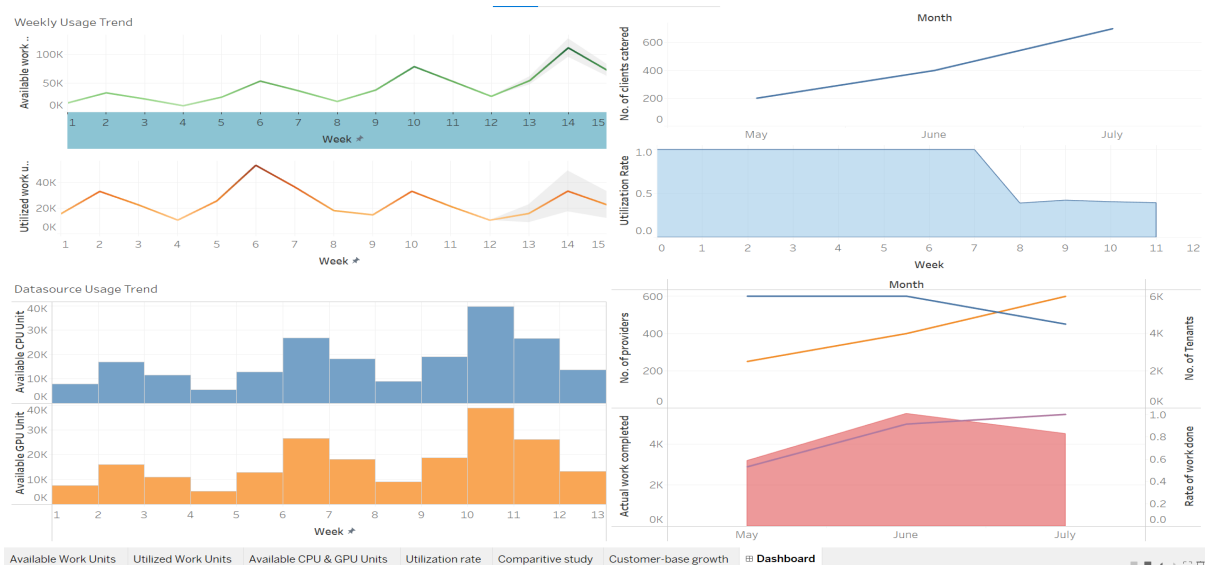 Weekly Usage Trend
Available work ..
100K
50K
0K
1 2 3 4 5 6 7 8 9 10 11 12 13 14 15
Week
Utilized work u..
40K
20K
0K
1 2 3 4 5 6 7 8 9 10 11 12 13 14 15
Week
Month
No. of clients catered
600
400
200
0
May June July
Utilization Rate
1.0
0.5
0.0
0 1 2 3 4 5 6 7 8 9 10 11 12
Week
Datasource Usage Trend
Available CPU Unit
40K
30K
20K
10K
0K
Available GPU Unit
40K
30K
20K
10K
0K
1 2 3 4 5 6 7 8 9 10 11 12 13
Week
Month
No. of providers
600
400
200
0
6K
4K
2K
0K
No. of Tenants
Actual work completed
4K
2K
0K
1.0
0.8
0.6
0.4
0.2
0.0
Rate of work done
May June July
Available Work Units Utilized Work Units Available CPU & GPU Units Utilization rate Comparitive study Customer-base growth Dashboard